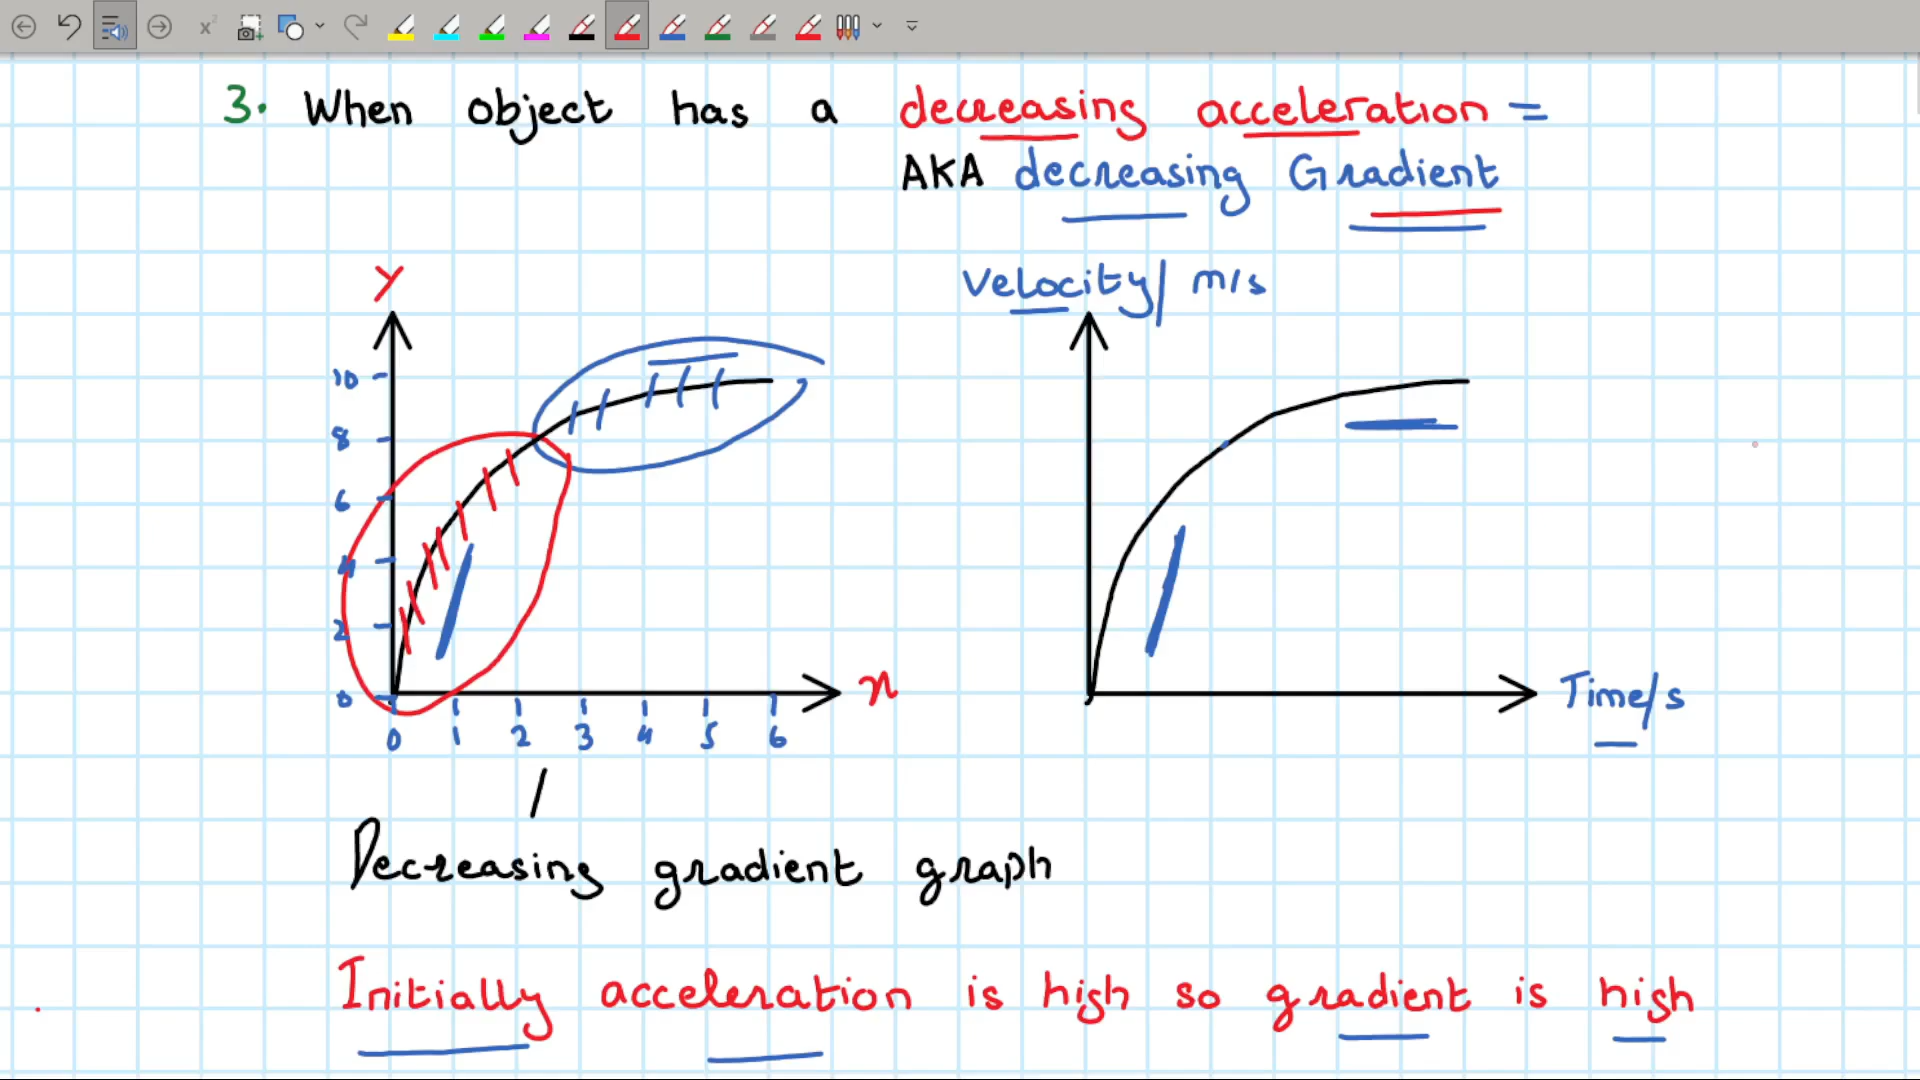 3. When object has a decreasing acceleration =
AKA decreasing Gradient
y
Velocity/ m/s
10
8
6
4
2
0
x
Time/s
0 1 2 3 4 5 6
Decreasing gradient graph
Initially acceleration is high so gradient is high